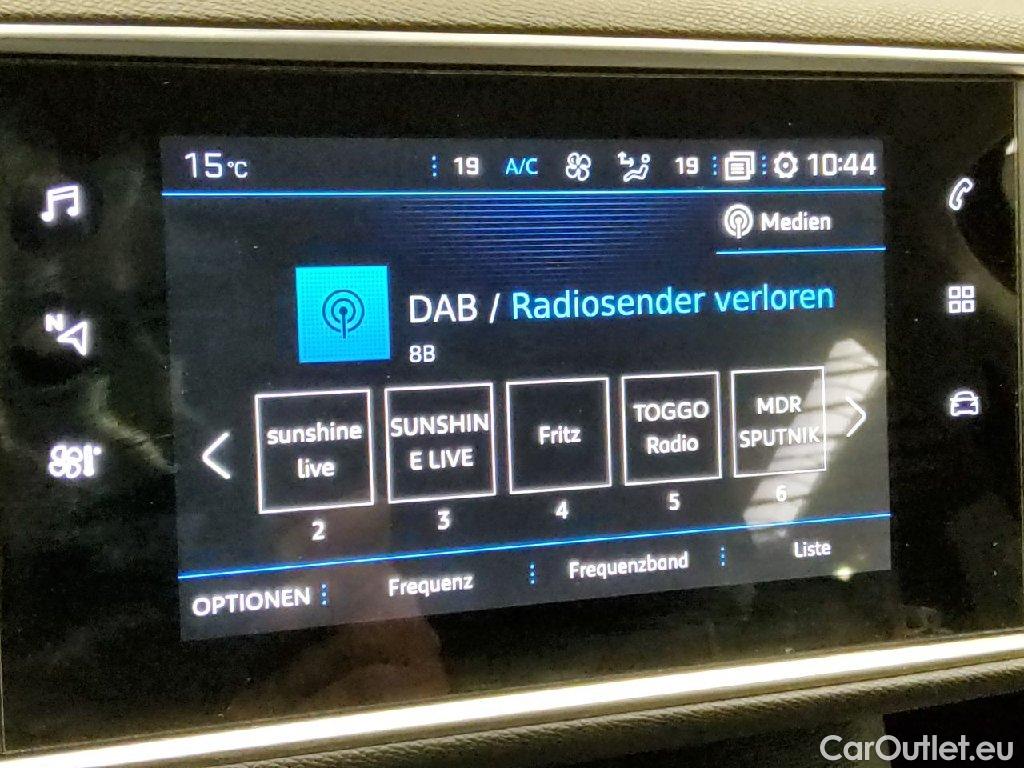 15°C 19 A/C 19 10:44
Medien
DAB / Radiosender verloren
8B
sunshine
live
SUNSHIN
E LIVE
Fritz
TOGGO
Radio
MDR
SPUTNIK
2 3 4 5 6
OPTIONEN Frequenz Frequenzband Liste
N
CarOutlet.eu